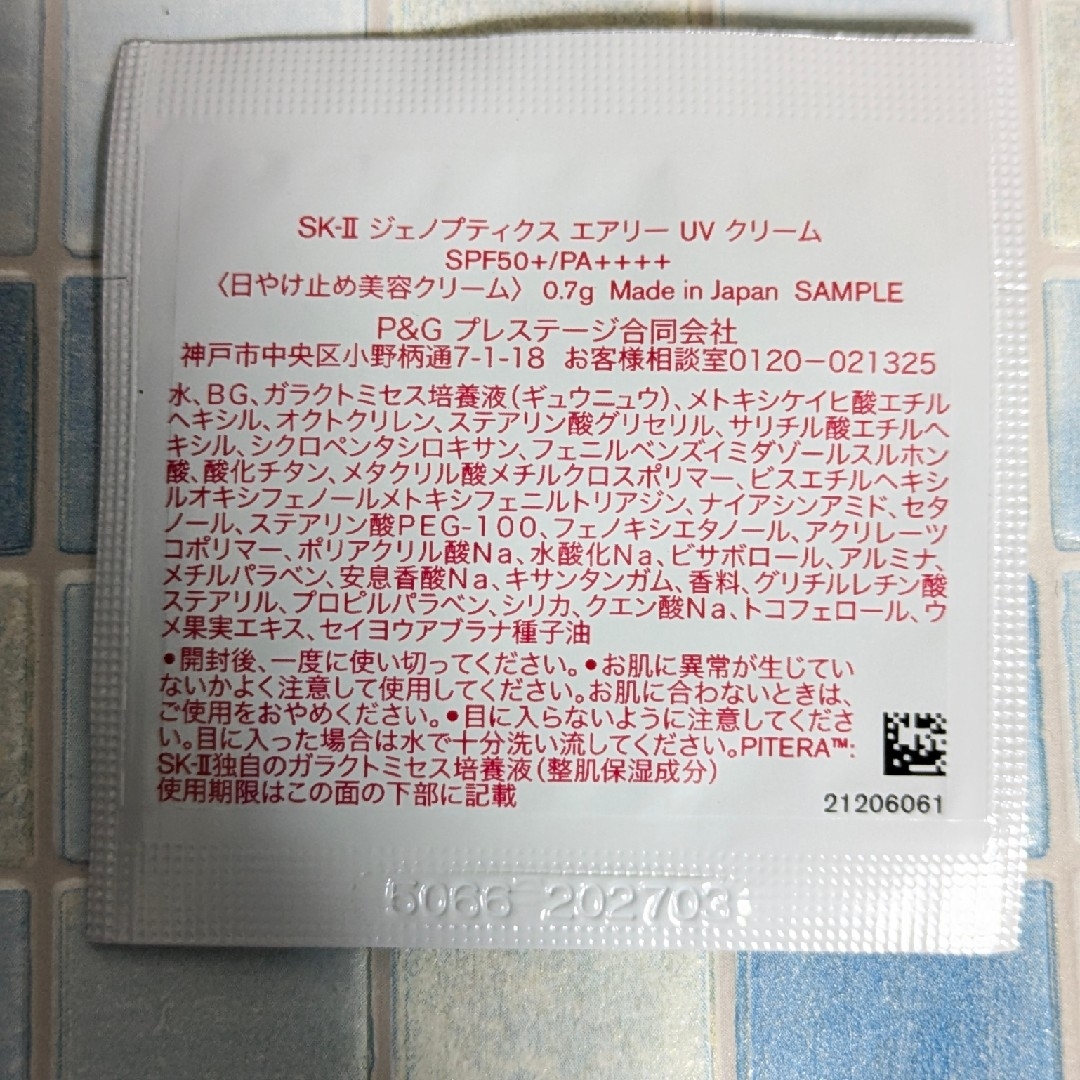 SK-Ⅱ ジェノプティクス エアリー UV クリーム
SPF50+/PA++++
〈日やけ止め美容クリーム〉 0.7g Made in Japan SAMPLE
P&G プレステージ合同会社
神戸市中央区小野柄通7-1-18 お客様相談室0120-021325
水、BG、ガラクトミセス培養液(ギュウニュウ)、メトキシケイヒ酸エチル
ヘキシル、オクトクリレン、ステアリン酸グリセリル、サリチル酸エチルヘ
キシル、シクロペンタシロキサン、フェニルベンズイミダゾールスルホン
酸、酸化チタン、メタクリル酸メチルクロスポリマー、ビスエチルヘキシ
ルオキシフェノールメトキシフェニルトリアジン、ナイアシンアミド、セタ
ノール、ステアリン酸PEG-100、フェノキシエタノール、アクリレーツ
コポリマー、ポリアクリル酸Na、水酸化Na、ビサボロール、アルミナ、
メチルパラベン、安息香酸Na、キサンタンガム、香料、グリチルレチン酸
ステアリル、プロピルパラベン、シリカ、クエン酸Na、トコフェロール、ウ
メ果実エキス、セイヨウアブラナ種子油
•開封後、一度に使い切ってください。•お肌に異常が生じてい
ないかよく注意して使用してください。お肌に合わないときは、
ご使用をおやめください。•目に入らないように注意してくださ
い。目に入った場合は水で十分洗い流してください。PITERA™:
SK-Ⅱ独自のガラクトミセス培養液(整肌保湿成分)
使用期限はこの面の下部に記載
21206061
5066 202703